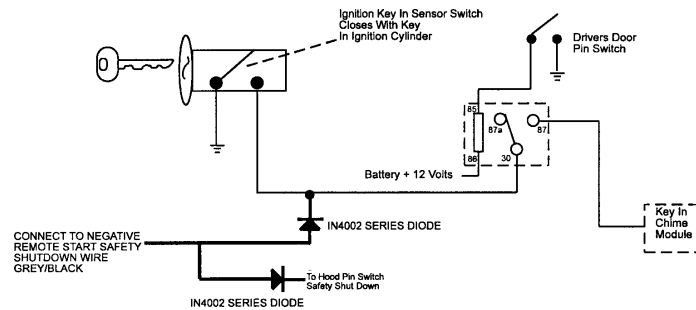 Ignition Key In Sensor Switch
Closes With Key
In Ignition Cylinder
Drivers Door
Pin Switch
85
87a
87
86
30
Battery + 12 Volts
Key In
Chime
Module
IN4002 SERIES DIODE
CONNECT TO NEGATIVE
REMOTE START SAFETY
SHUTDOWN WIRE
GREY/BLACK
To Hood Pin Switch
Safety Shut Down
IN4002 SERIES DIODE